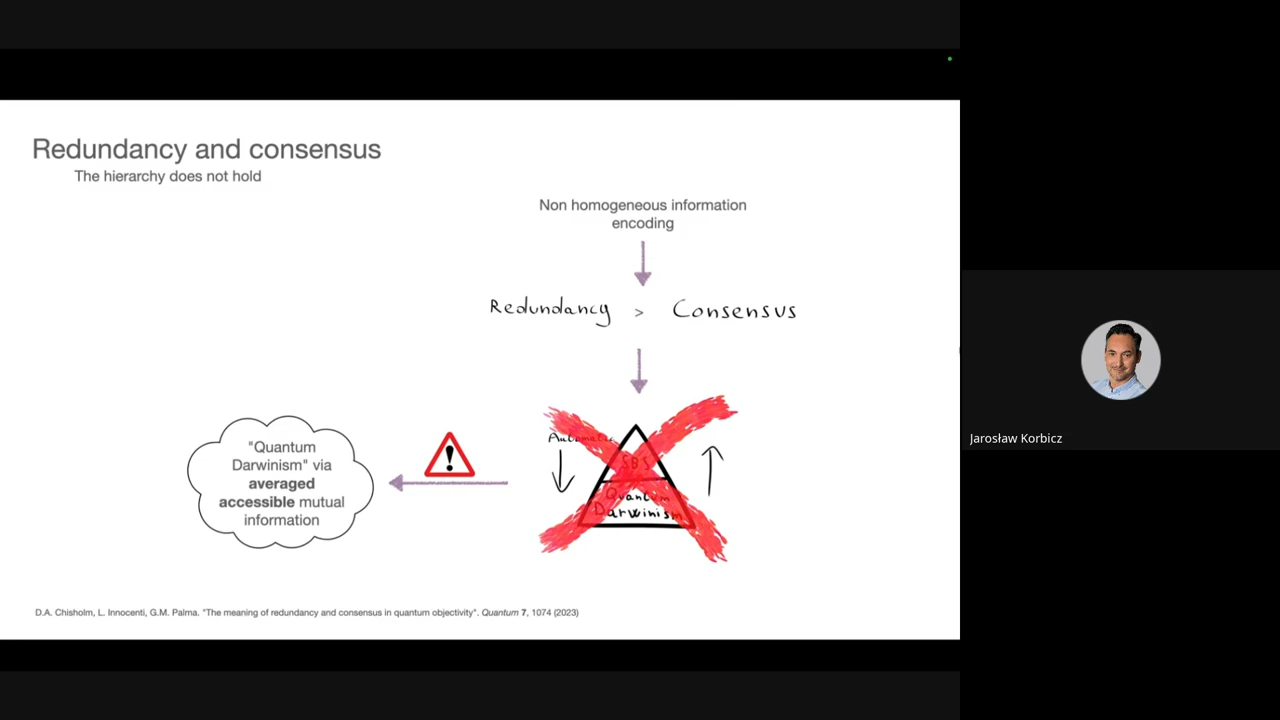 Redundancy and consensus
The hierarchy does not hold
Non homogeneous information
encoding
Redundancy > Consensus
Automatic
SBS
Quantum
Darwinism
"Quantum
Darwinism" via
averaged
accessible mutual
information
!
D.A. Chisholm, L. Innocenti, G.M. Palma. "The meaning of redundancy and consensus in quantum objectivity". Quantum 7, 1074 (2023)
Jarosław Korbicz